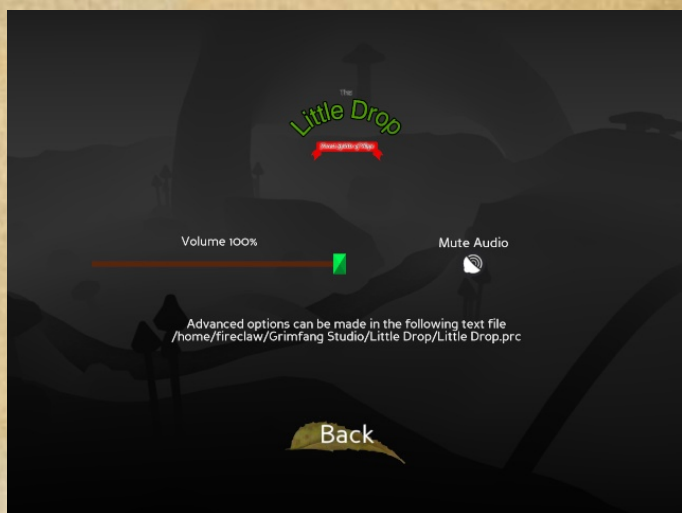 The
Little Drop
Volume 100%
Mute Audio
Advanced options can be made in the following text file
/home/fireclaw/Grimfang Studio/Little Drop/Little Drop.prc
Back